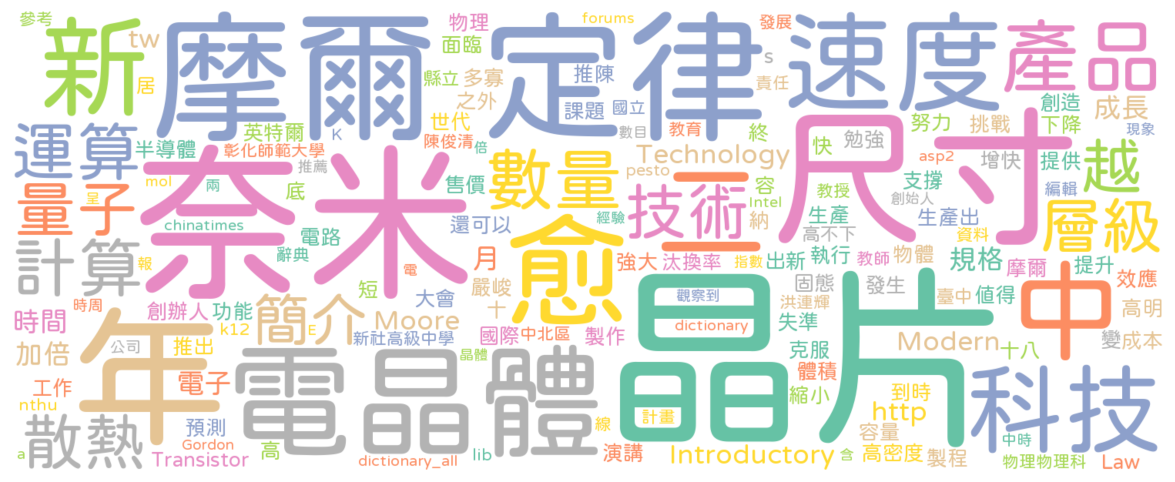 參考
tw
新
居
摩爾定律
物理
面臨
縣立
多寡
之外
世代
forums
推陳
課題
國立
s
發展
責任
速度
產品
創造
成長
下降
現象
運算
英特爾
K
半導體
彰化師範大學
陳俊清
倍
數目
教育
終
努力
挑戰
快
勉強
asp2
增快
提供
越
量子
mol
兩
推薦
底
呈
奈米
chinatimes
售價
數量
Technology
pesto
容
Intel
技術
納
二
一
尺寸
教授
支撐
創始人
編輯
生產
生產出
資料
高不下
層級
計算
報
辭典
電路
電
還可以
愈
經驗
強大
汰換率
指數
出新
執行
教師
物體
規格
摩爾
提升
效應
時周
創辦人
功能
短
月
嚴峻
大會
十
觀察到
固態
發生
臺中
值得
中
高明
時間
k12
簡介
E
Moore
新社高級中學
國際
中北區
製作
dictionary
洪連輝
失準
Modern
十八
變
成本
加倍
公司
推出
年
電子
電晶體
晶體
晶片
克服
體積
縮小
到時
工作
nthu
預測
Gordon
線
計畫
http
容量
科技
a
散熱
Transistor
高
dictionary_all
lib
演講
Introductory
含
高密度
製程
中時
物理物理科
Law